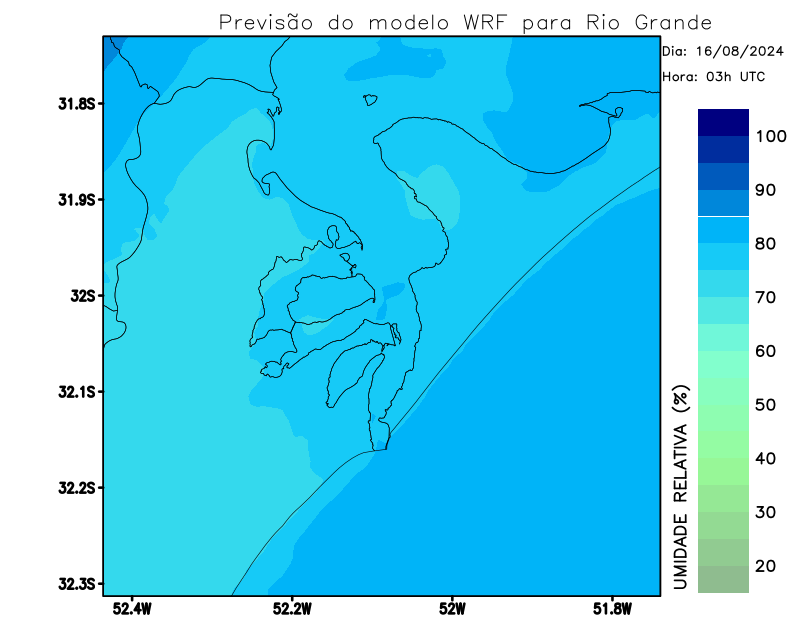 Previsão do modelo WRF para Rio Grande
Dia: 16/08/2024
Hora: 03h UTC
31.8S
31.9S
32S
32.1S
32.2S
32.3S
52.4W
52.2W
52W
51.8W
100
90
80
70
60
50
40
30
20
UMIDADE RELATIVA (%)